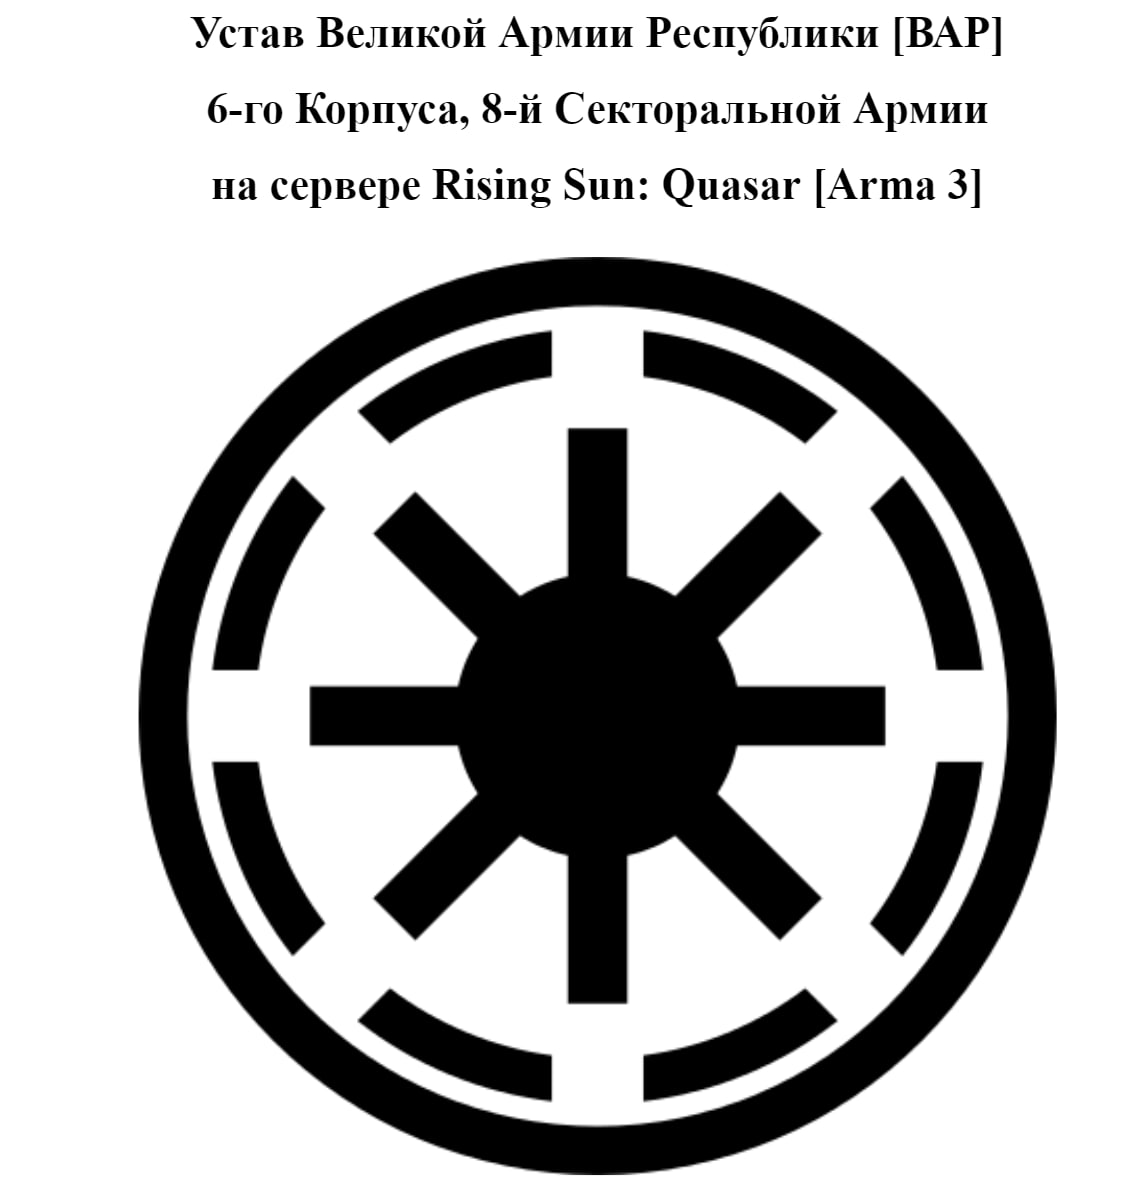 Устав Великой Армии Республики [ВАР]
6-го Корпуса, 8-й Секторальной Армии
на сервере Rising Sun: Quasar [Arma 3]